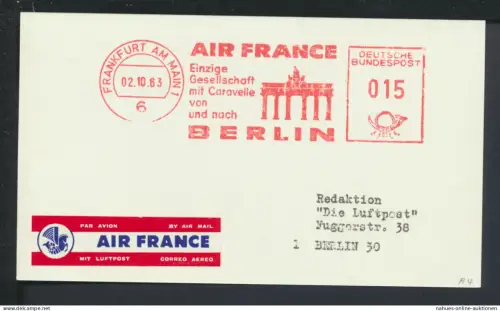 FRANKFURT AM MAIN 1
02.10.63
6
AIR FRANCE
Einzige
Gesellschaft
mit Caravelle
von
und nach
BERLIN
DEUTSCHE
BUNDESPOST
015
Redaktion
"Die Luftpost"
Fuggerstr. 38
1 BERLIN 30
PAR AVION BY AIR MAIL
AIR FRANCE
MIT LUFTPOST CORREO AEREO
www.nahues-online-auktionen.com